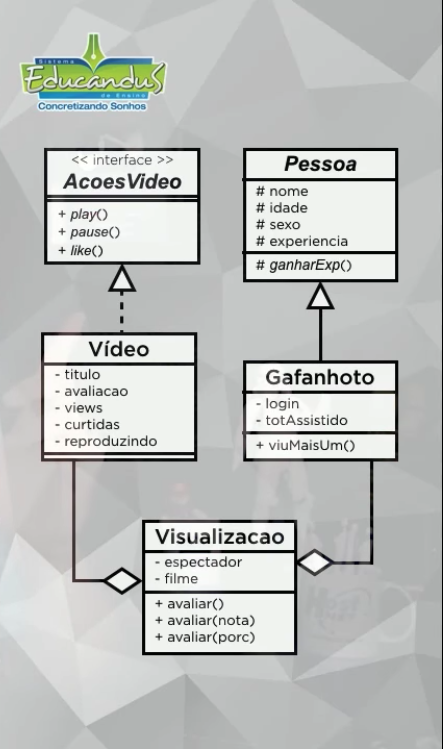 Sistema
EducanduS
de Ensino
Concretizando Sonhos
<< interface >>
AcoesVideo
+ play()
+ pause()
+ like()
Pessoa
# nome
# idade
# sexo
# experiencia
# ganharExp()
Vídeo
- titulo
- avaliacao
- views
- curtidas
- reproduzindo
Gafanhoto
- login
- totAssistido
+ viuMaisUm()
Visualizacao
- espectador
- filme
+ avaliar()
+ avaliar(nota)
+ avaliar(porc)